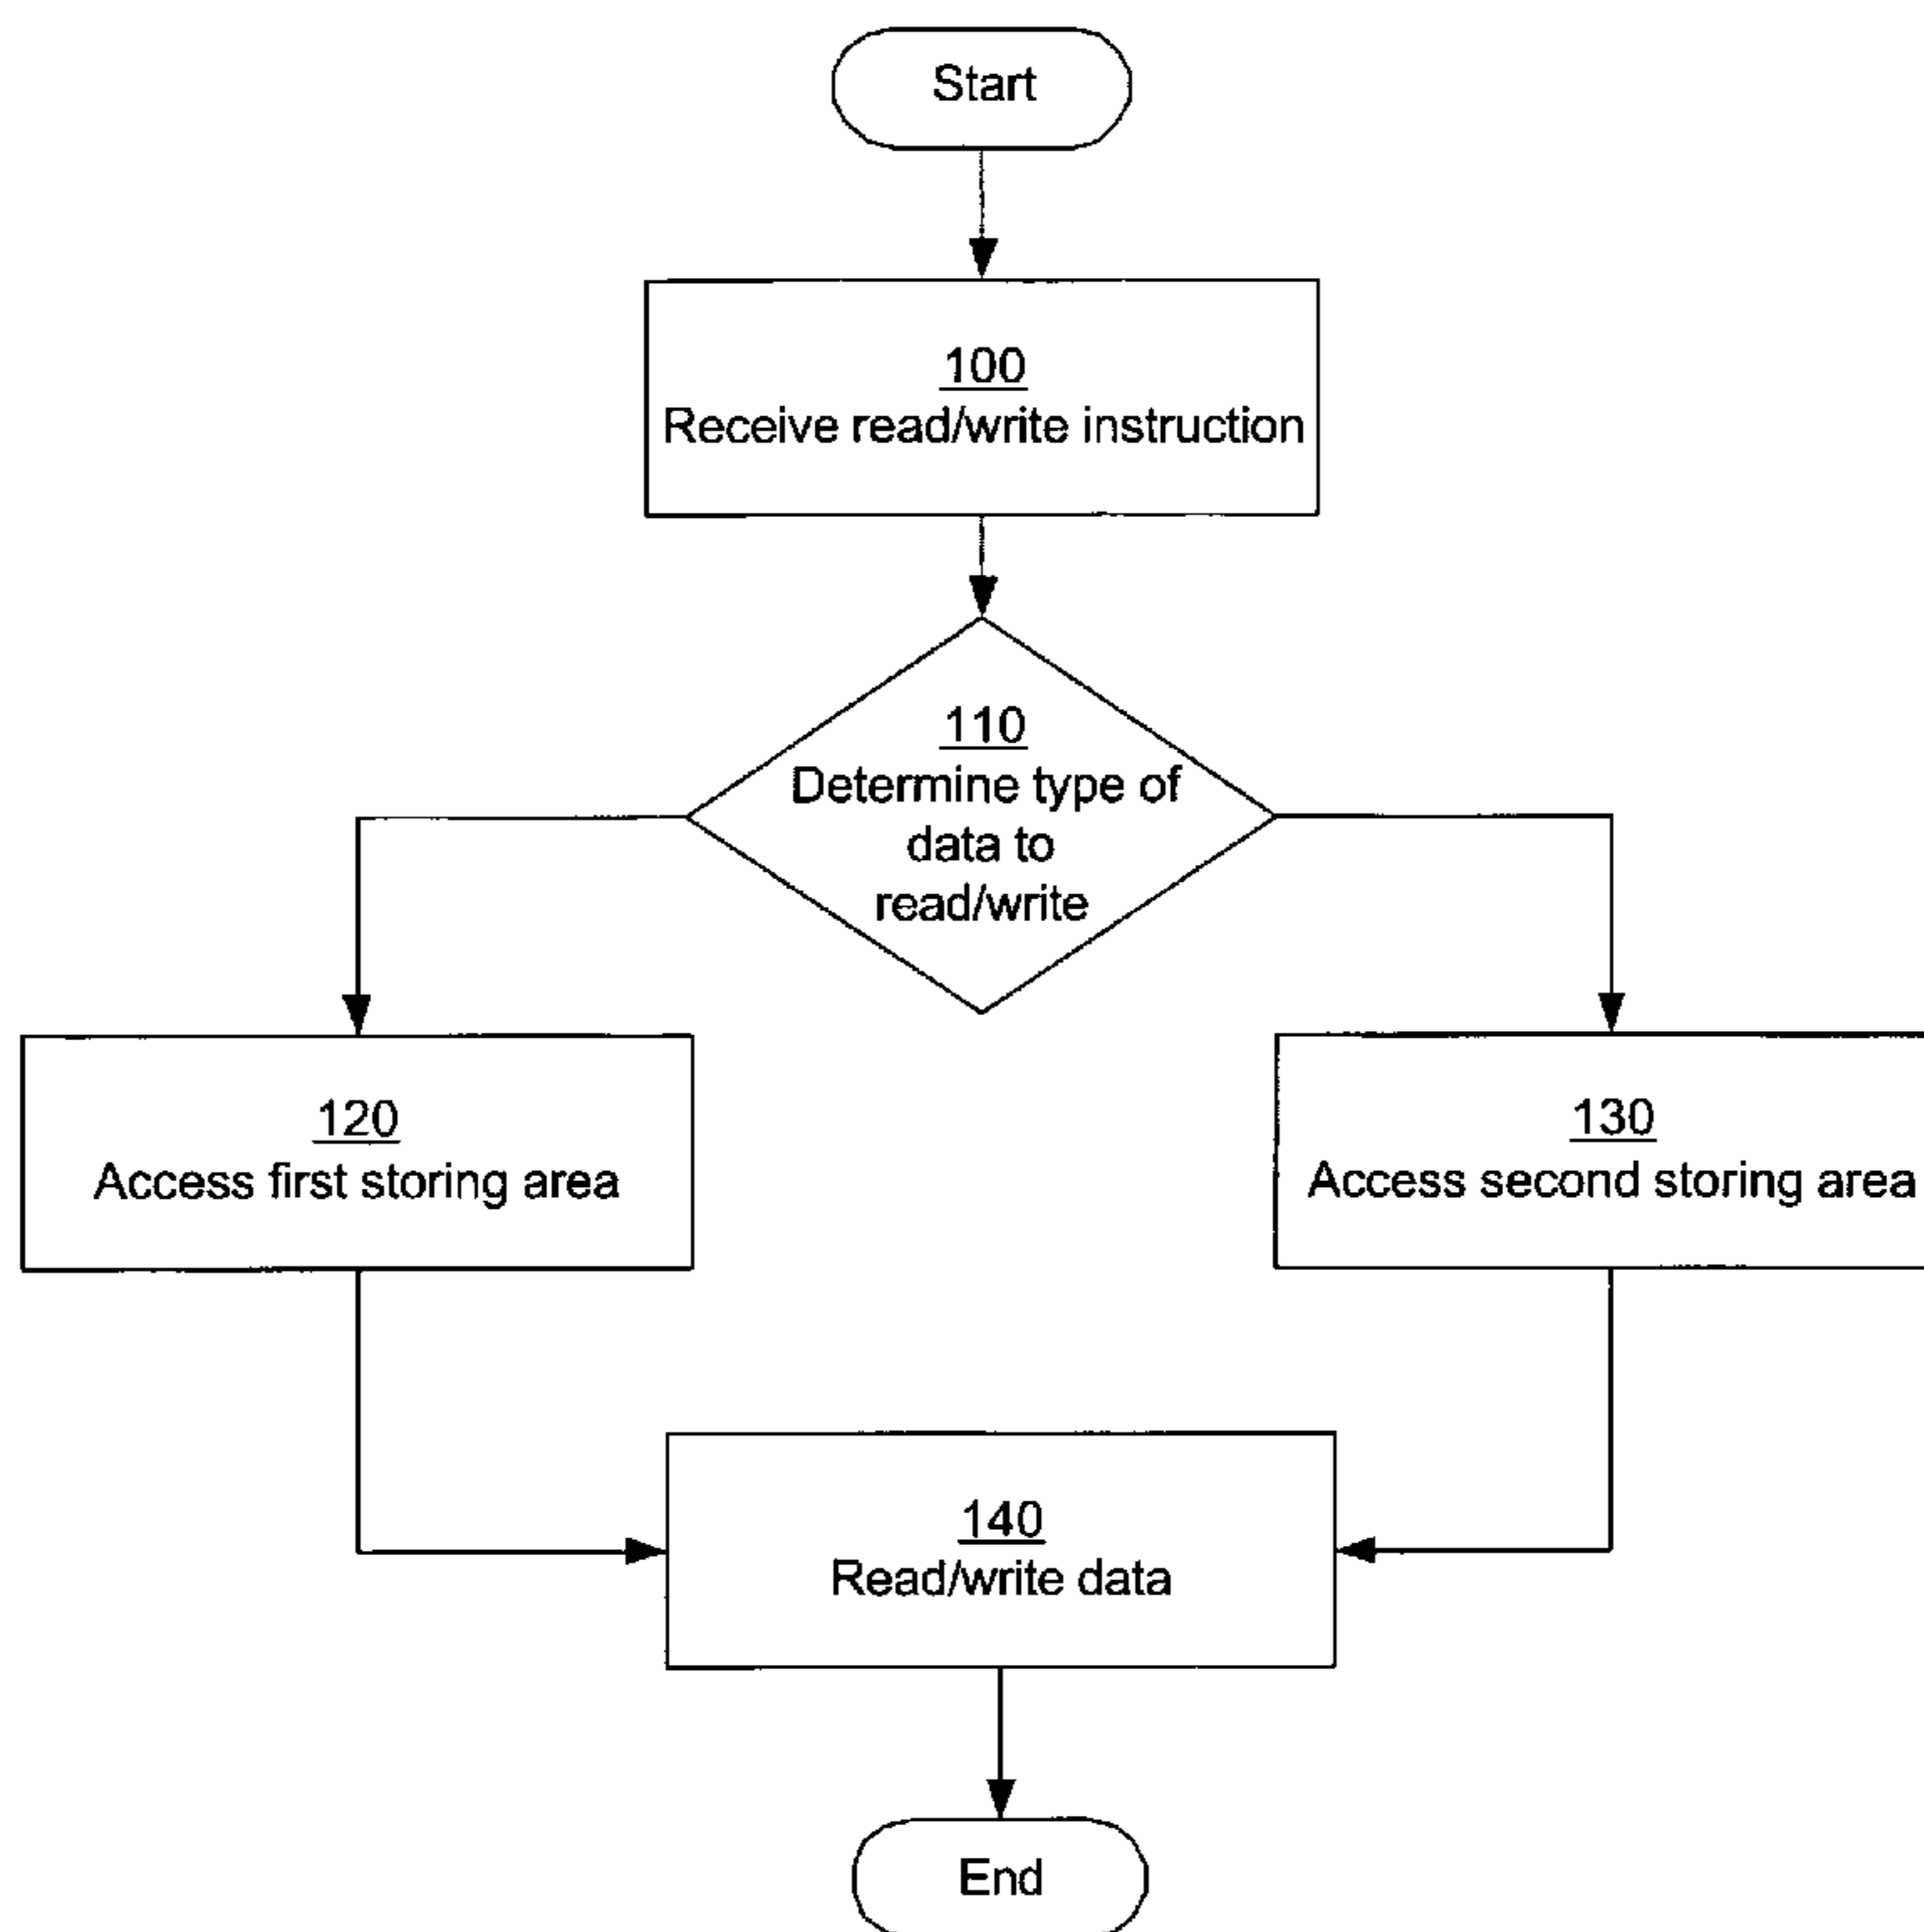 Start
100
Receive read/write instruction
110
Determine type of
data to
read/write
120
Access first storing area
130
Access second storing area
140
Read/write data
End